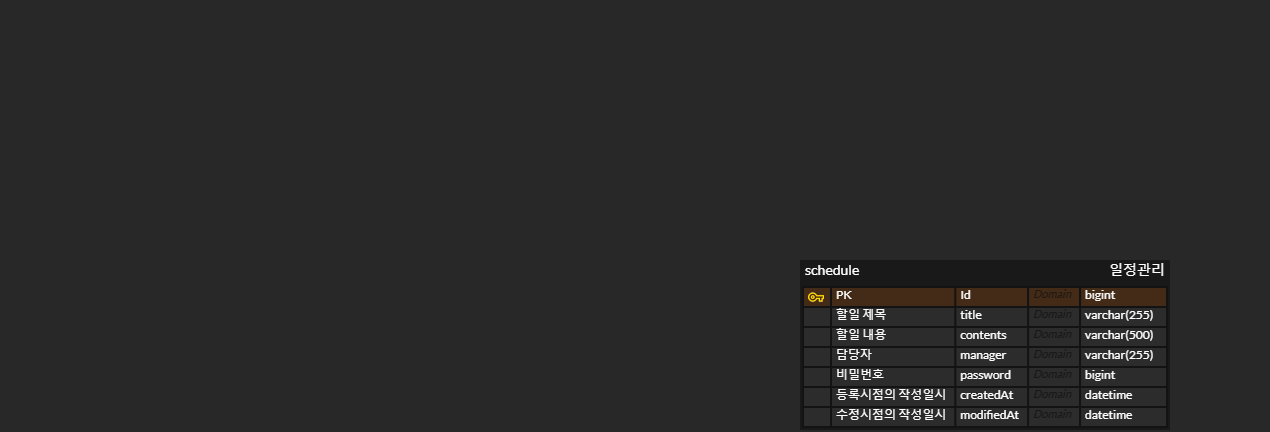 schedule 일정관리
PK Id Domain bigint
할일 제목 title Domain varchar(255)
할일 내용 contents Domain varchar(500)
담당자 manager Domain varchar(255)
비밀번호 password Domain bigint
등록시점의 작성일시 createdAt Domain datetime
수정시점의 작성일시 modifiedAt Domain datetime